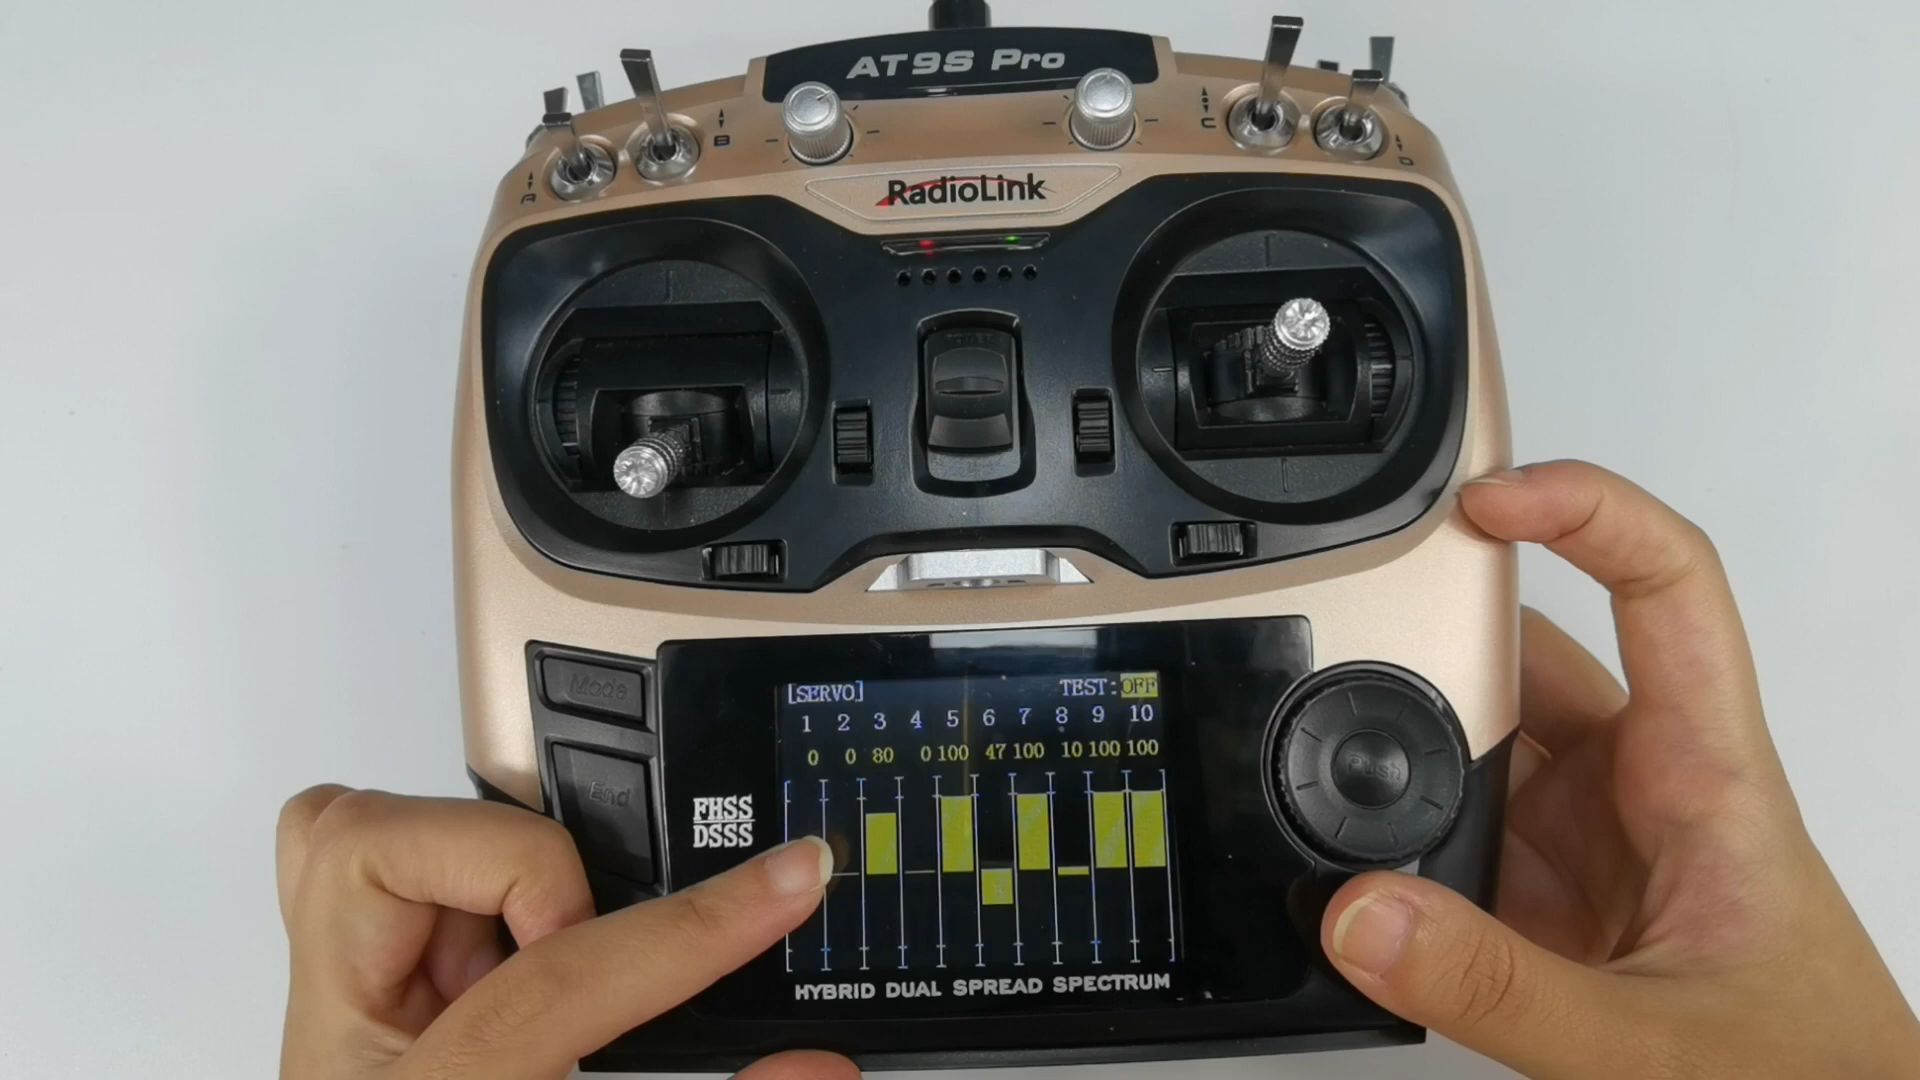 AT9S Pro
B
C
A
D
RadioLink
Mode
[SERVO] TEST:OFF
1 2 3 4 5 6 7 8 9 10
0 0 80 0 100 47 100 10 100 100
Push
End
FHSS
DSSS
HYBRID DUAL SPREAD SPECTRUM